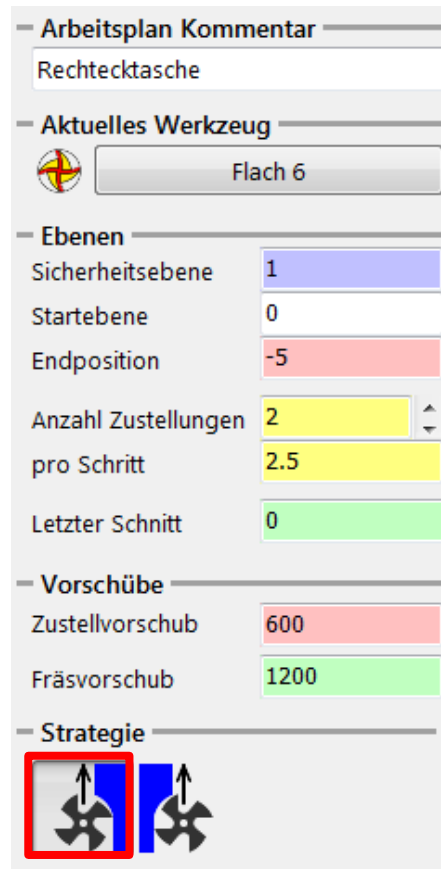 Arbeitsplan Kommentar
Rechtecktasche
Aktuelles Werkzeug
Flach 6
Ebenen
Sicherheitsebene 1
Startebene 0
Endposition -5
Anzahl Zustellungen 2
pro Schritt 2.5
Letzter Schnitt 0
Vorschübe
Zustellvorschub 600
Fräsvorschub 1200
Strategie